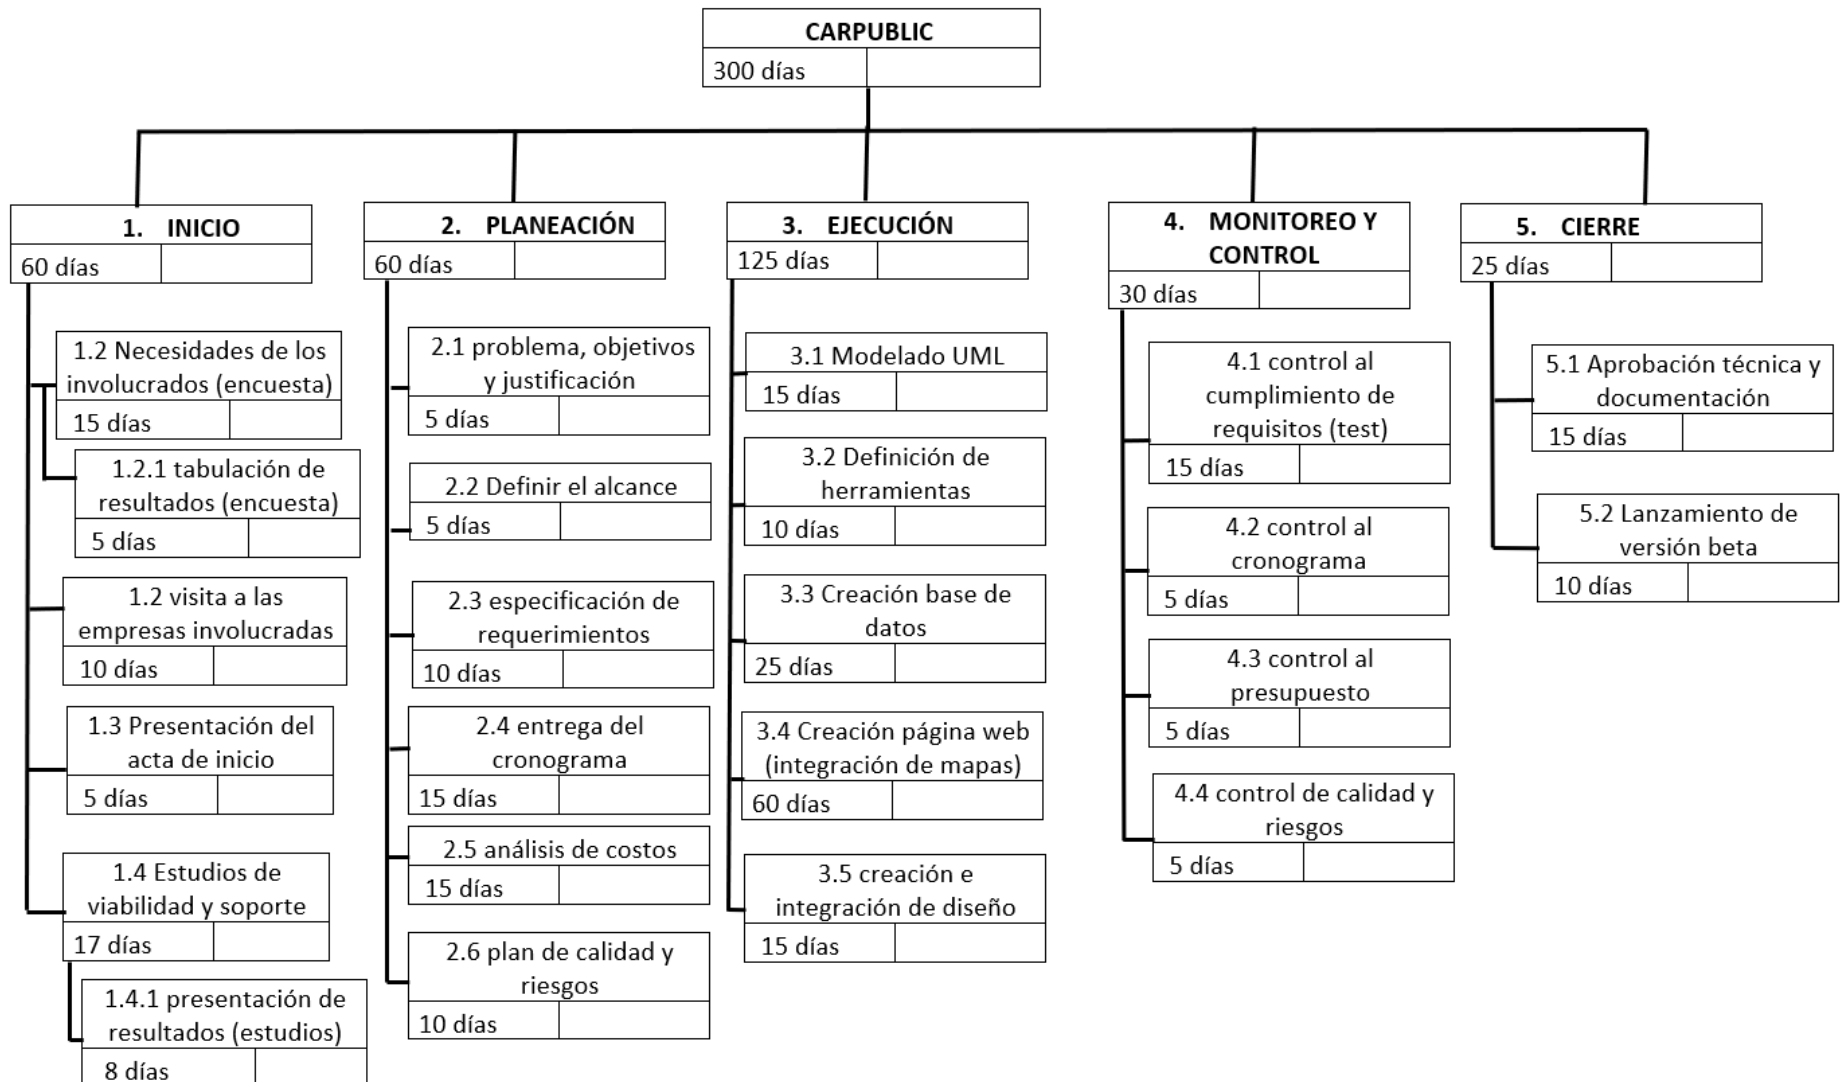 CARPUBLIC
300 días
1. INICIO
60 días
1.2 Necesidades de los
involucrados (encuesta)
15 días
1.2.1 tabulación de
resultados (encuesta)
5 días
1.2 visita a las
empresas involucradas
10 días
1.3 Presentación del
acta de inicio
5 días
1.4 Estudios de
viabilidad y soporte
17 días
1.4.1 presentación de
resultados (estudios)
8 días
2. PLANEACIÓN
60 días
2.1 problema, objetivos
y justificación
5 días
2.2 Definir el alcance
5 días
2.3 especificación de
requerimientos
10 días
2.4 entrega del
cronograma
15 días
2.5 análisis de costos
15 días
2.6 plan de calidad y
riesgos
10 días
3. EJECUCIÓN
125 días
3.1 Modelado UML
15 días
3.2 Definición de
herramientas
10 días
3.3 Creación base de
datos
25 días
3.4 Creación página web
(integración de mapas)
60 días
3.5 creación e
integración de diseño
15 días
4. MONITOREO Y
CONTROL
30 días
4.1 control al
cumplimiento de
requisitos (test)
15 días
4.2 control al
cronograma
5 días
4.3 control al
presupuesto
5 días
4.4 control de calidad y
riesgos
5 días
5. CIERRE
25 días
5.1 Aprobación técnica y
documentación
15 días
5.2 Lanzamiento de
versión beta
10 días